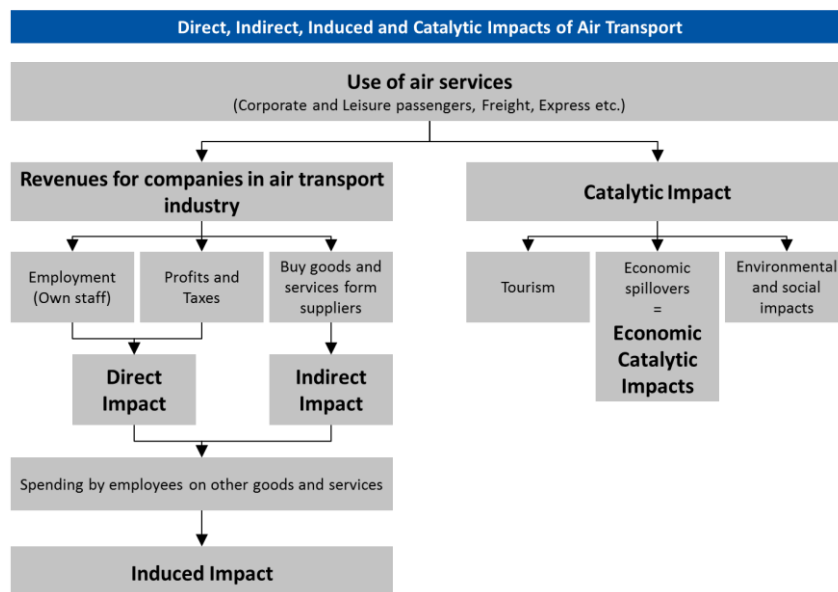 Direct, Indirect, Induced and Catalytic Impacts of Air Transport
Use of air services
(Corporate and Leisure passengers, Freight, Express etc.)
Revenues for companies in air transport
industry
Catalytic Impact
Employment
(Own staff)
Profits and
Taxes
Buy goods and
services form
suppliers
Tourism
Economic
spillovers
=
Economic
Catalytic
Impacts
Environmental
and social
impacts
Direct
Impact
Indirect
Impact
Spending by employees on other goods and services
Induced Impact